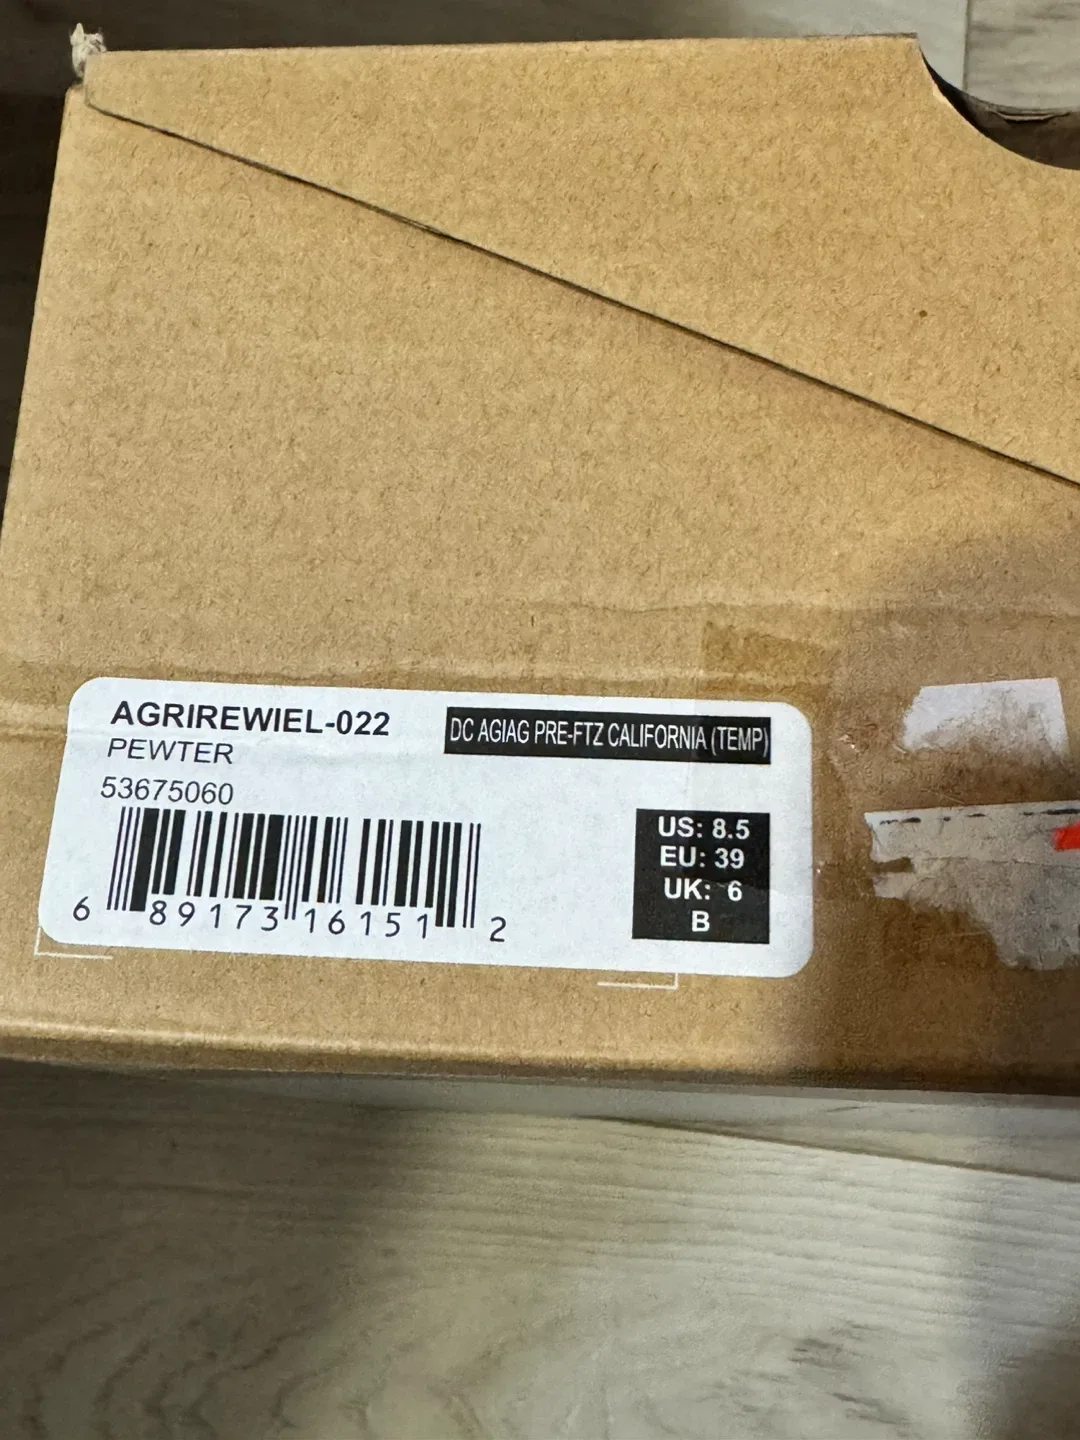 AGRIREWIEL-022
PEWTER
53675060
DC AGIAG PRE-FTZ CALIFORNIA (TEMP)
6 89173 16151 2
US: 8.5
EU: 39
UK: 6
B